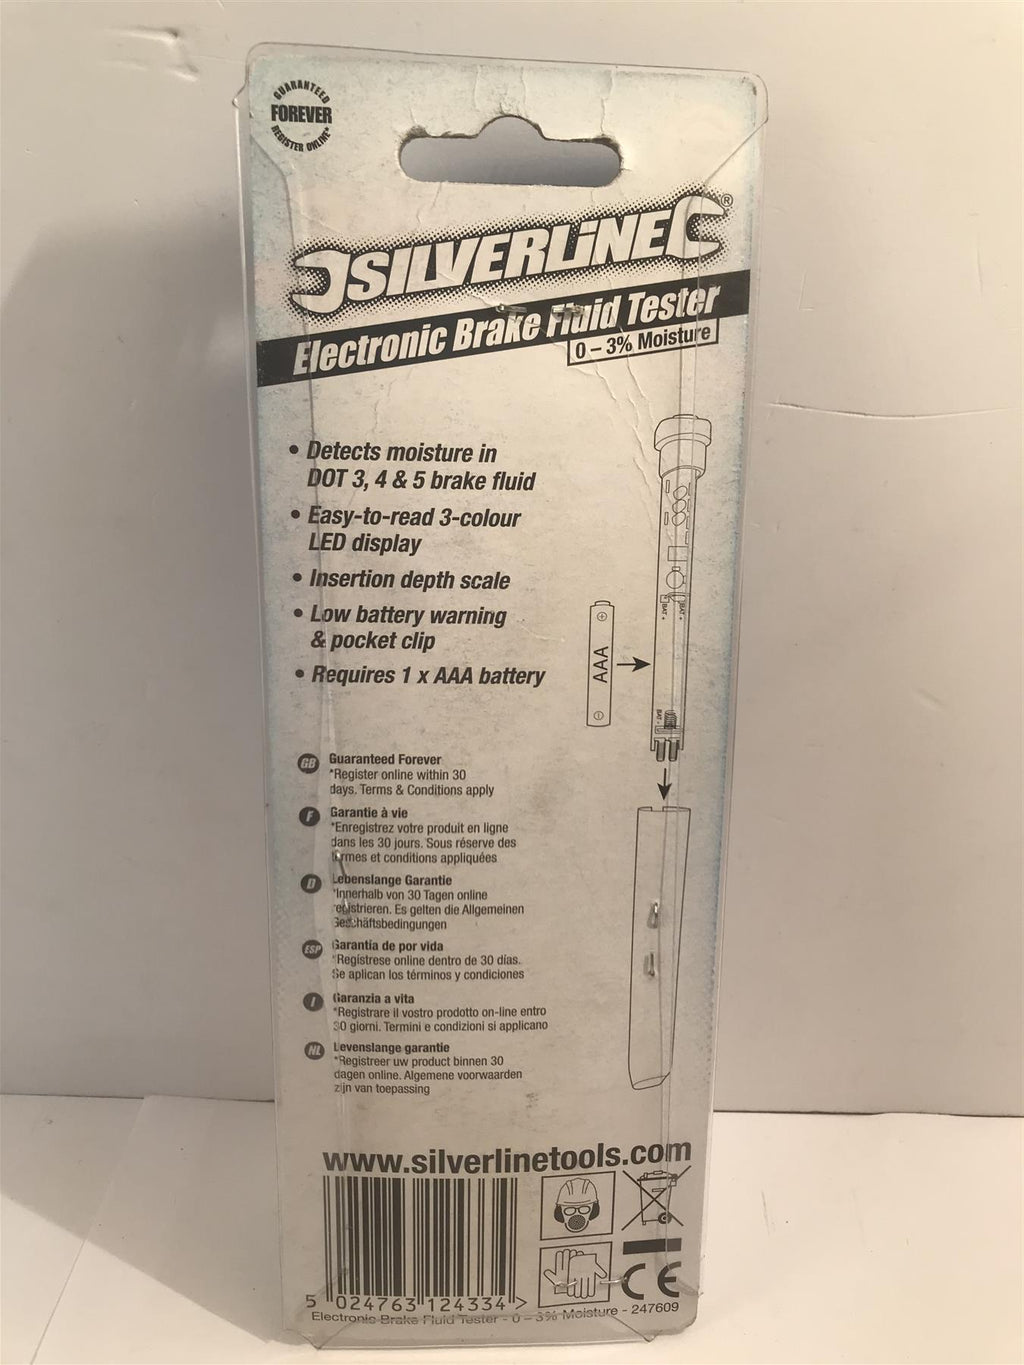 GUARANTEED
FOREVER
REGISTER ONLINE*
SILVERLINE®
Electronic Brake Fluid Tester
0 – 3% Moisture
• Detects moisture in
DOT 3, 4 & 5 brake fluid
• Easy-to-read 3-colour
LED display
• Insertion depth scale
• Low battery warning
& pocket clip
• Requires 1 x AAA battery
AAA
BAT +
BAT +
BAT -
GB Guaranteed Forever
*Register online within 30
days. Terms & Conditions apply
F Garantie à vie
*Enregistrez votre produit en ligne
dans les 30 jours. Sous réserve des
termes et conditions appliquées
D Lebenslange Garantie
*Innerhalb von 30 Tagen online
registrieren. Es gelten die Allgemeinen
Geschäftsbedingungen
ESP Garantía de por vida
*Regístrese online dentro de 30 días.
Se aplican los términos y condiciones
I Garanzia a vita
*Registrare il vostro prodotto on-line entro
30 giorni. Termini e condizioni si applicano
NL Levenslange garantie
*Registreer uw product binnen 30
dagen online. Algemene voorwaarden
zijn van toepassing
www.silverlinetools.com
CE
5 024763 124334 >
Electronic Brake Fluid Tester - 0 – 3% Moisture - 247609